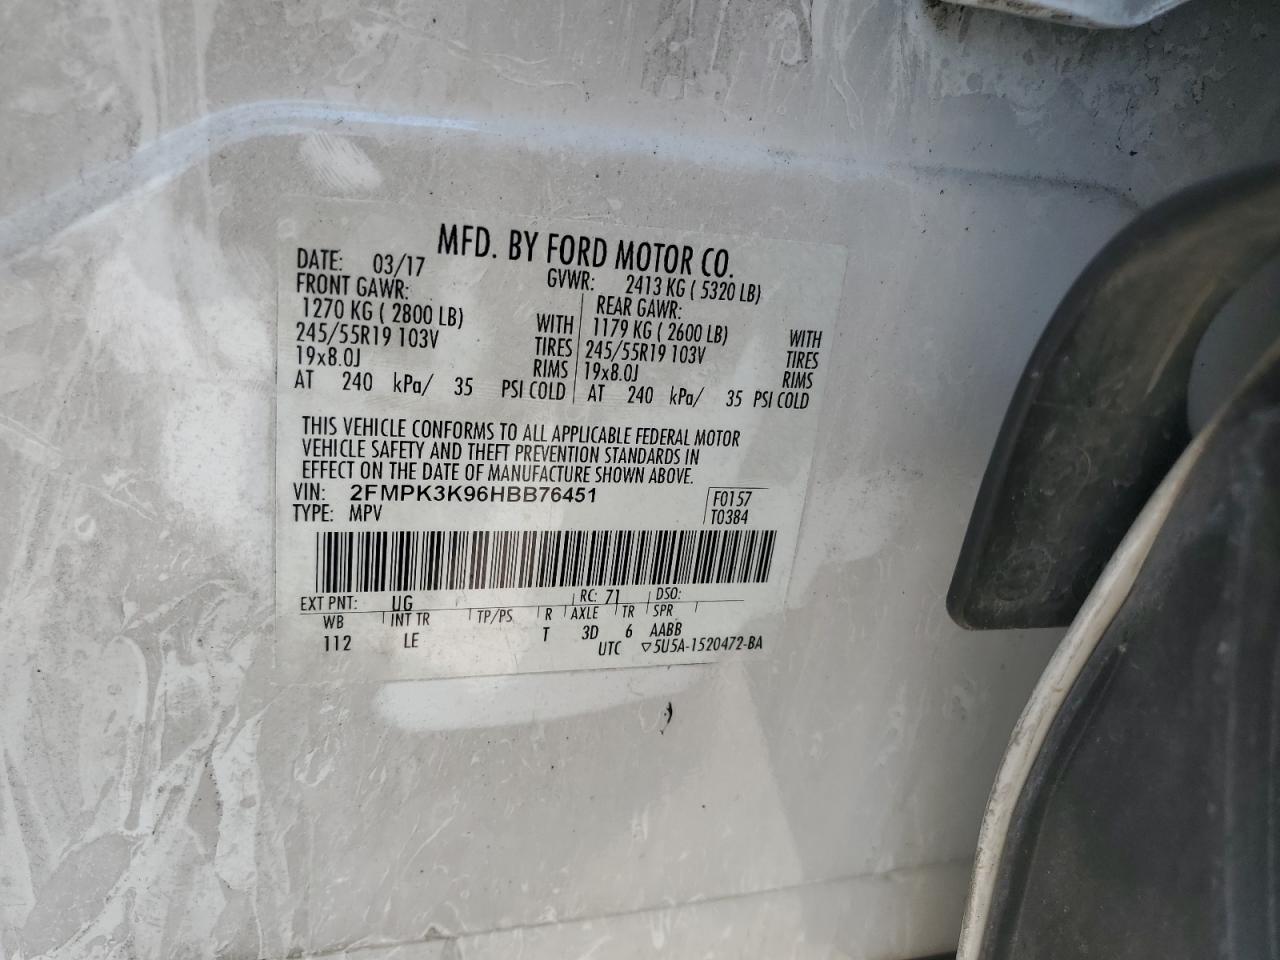 MFD. BY FORD MOTOR CO.
DATE: 03/17 GVWR: 2413 KG ( 5320 LB)
FRONT GAWR: REAR GAWR:
1270 KG ( 2800 LB) WITH 1179 KG ( 2600 LB) WITH
245/55R19 103V TIRES 245/55R19 103V TIRES
19x8.0J RIMS 19x8.0J RIMS
AT 240 kPa/ 35 PSI COLD AT 240 kPa/ 35 PSI COLD
THIS VEHICLE CONFORMS TO ALL APPLICABLE FEDERAL MOTOR
VEHICLE SAFETY AND THEFT PREVENTION STANDARDS IN
EFFECT ON THE DATE OF MANUFACTURE SHOWN ABOVE.
VIN: 2FMPK3K96HBB76451 F0157
TYPE: MPV T0384
EXT PNT: UG RC: 71 DSO:
WB INT TR TP/PS R AXLE TR SPR
112 LE T 3D 6 AABB
UTC ▽5U5A-1520472-BA